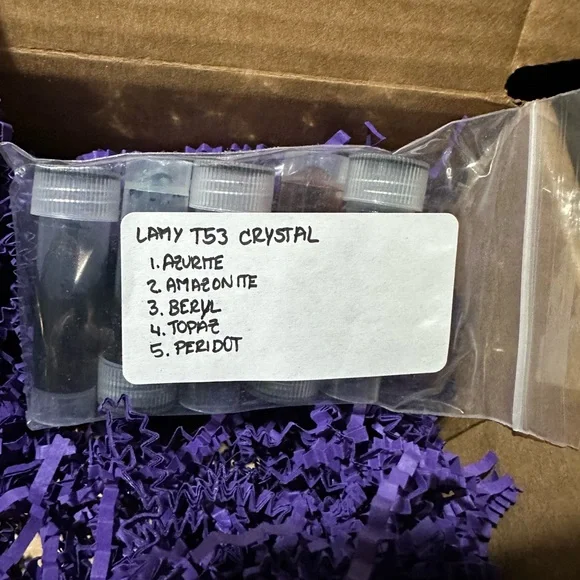 LAMY T53 CRYSTAL
1. AZURITE
2. AMAZONITE
3. BERYL
4. TOPAZ
5. PERIDOT